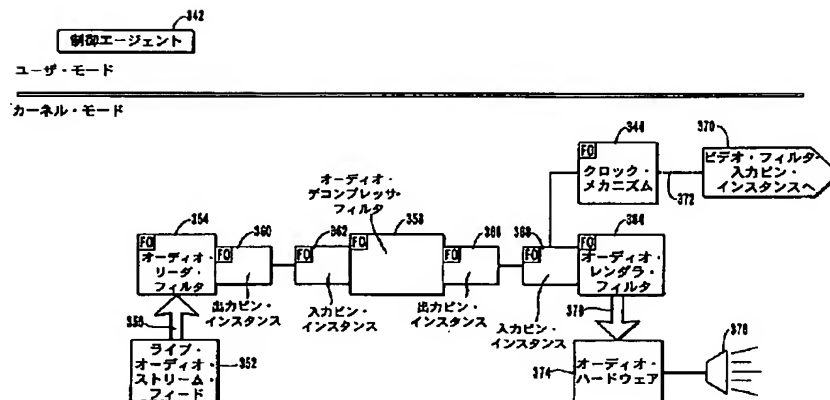 342
制御エージェント
ユーザ・モード
カーネル・モード
344
FO
クロック・
メカニズム
370
ビデオ・フィルタ・
入力ピン・
インスタンスへ
372
オーディオ・
デコンプレッサ・
フィルタ
354
FO
オーディオ・
リーダ・
フィルタ
360
FO
出力ピン・
インスタンス
362
FO
入力ピン・
インスタンス
358
FO
366
FO
出力ピン・
インスタンス
368
FO
入力ピン・
インスタンス
364
FO
オーディオ・
レンダラ・
フィルタ
350
352
ライブ・
オーディオ・
ストリーム・
フィード
374
オーディオ・
ハードウェア
378